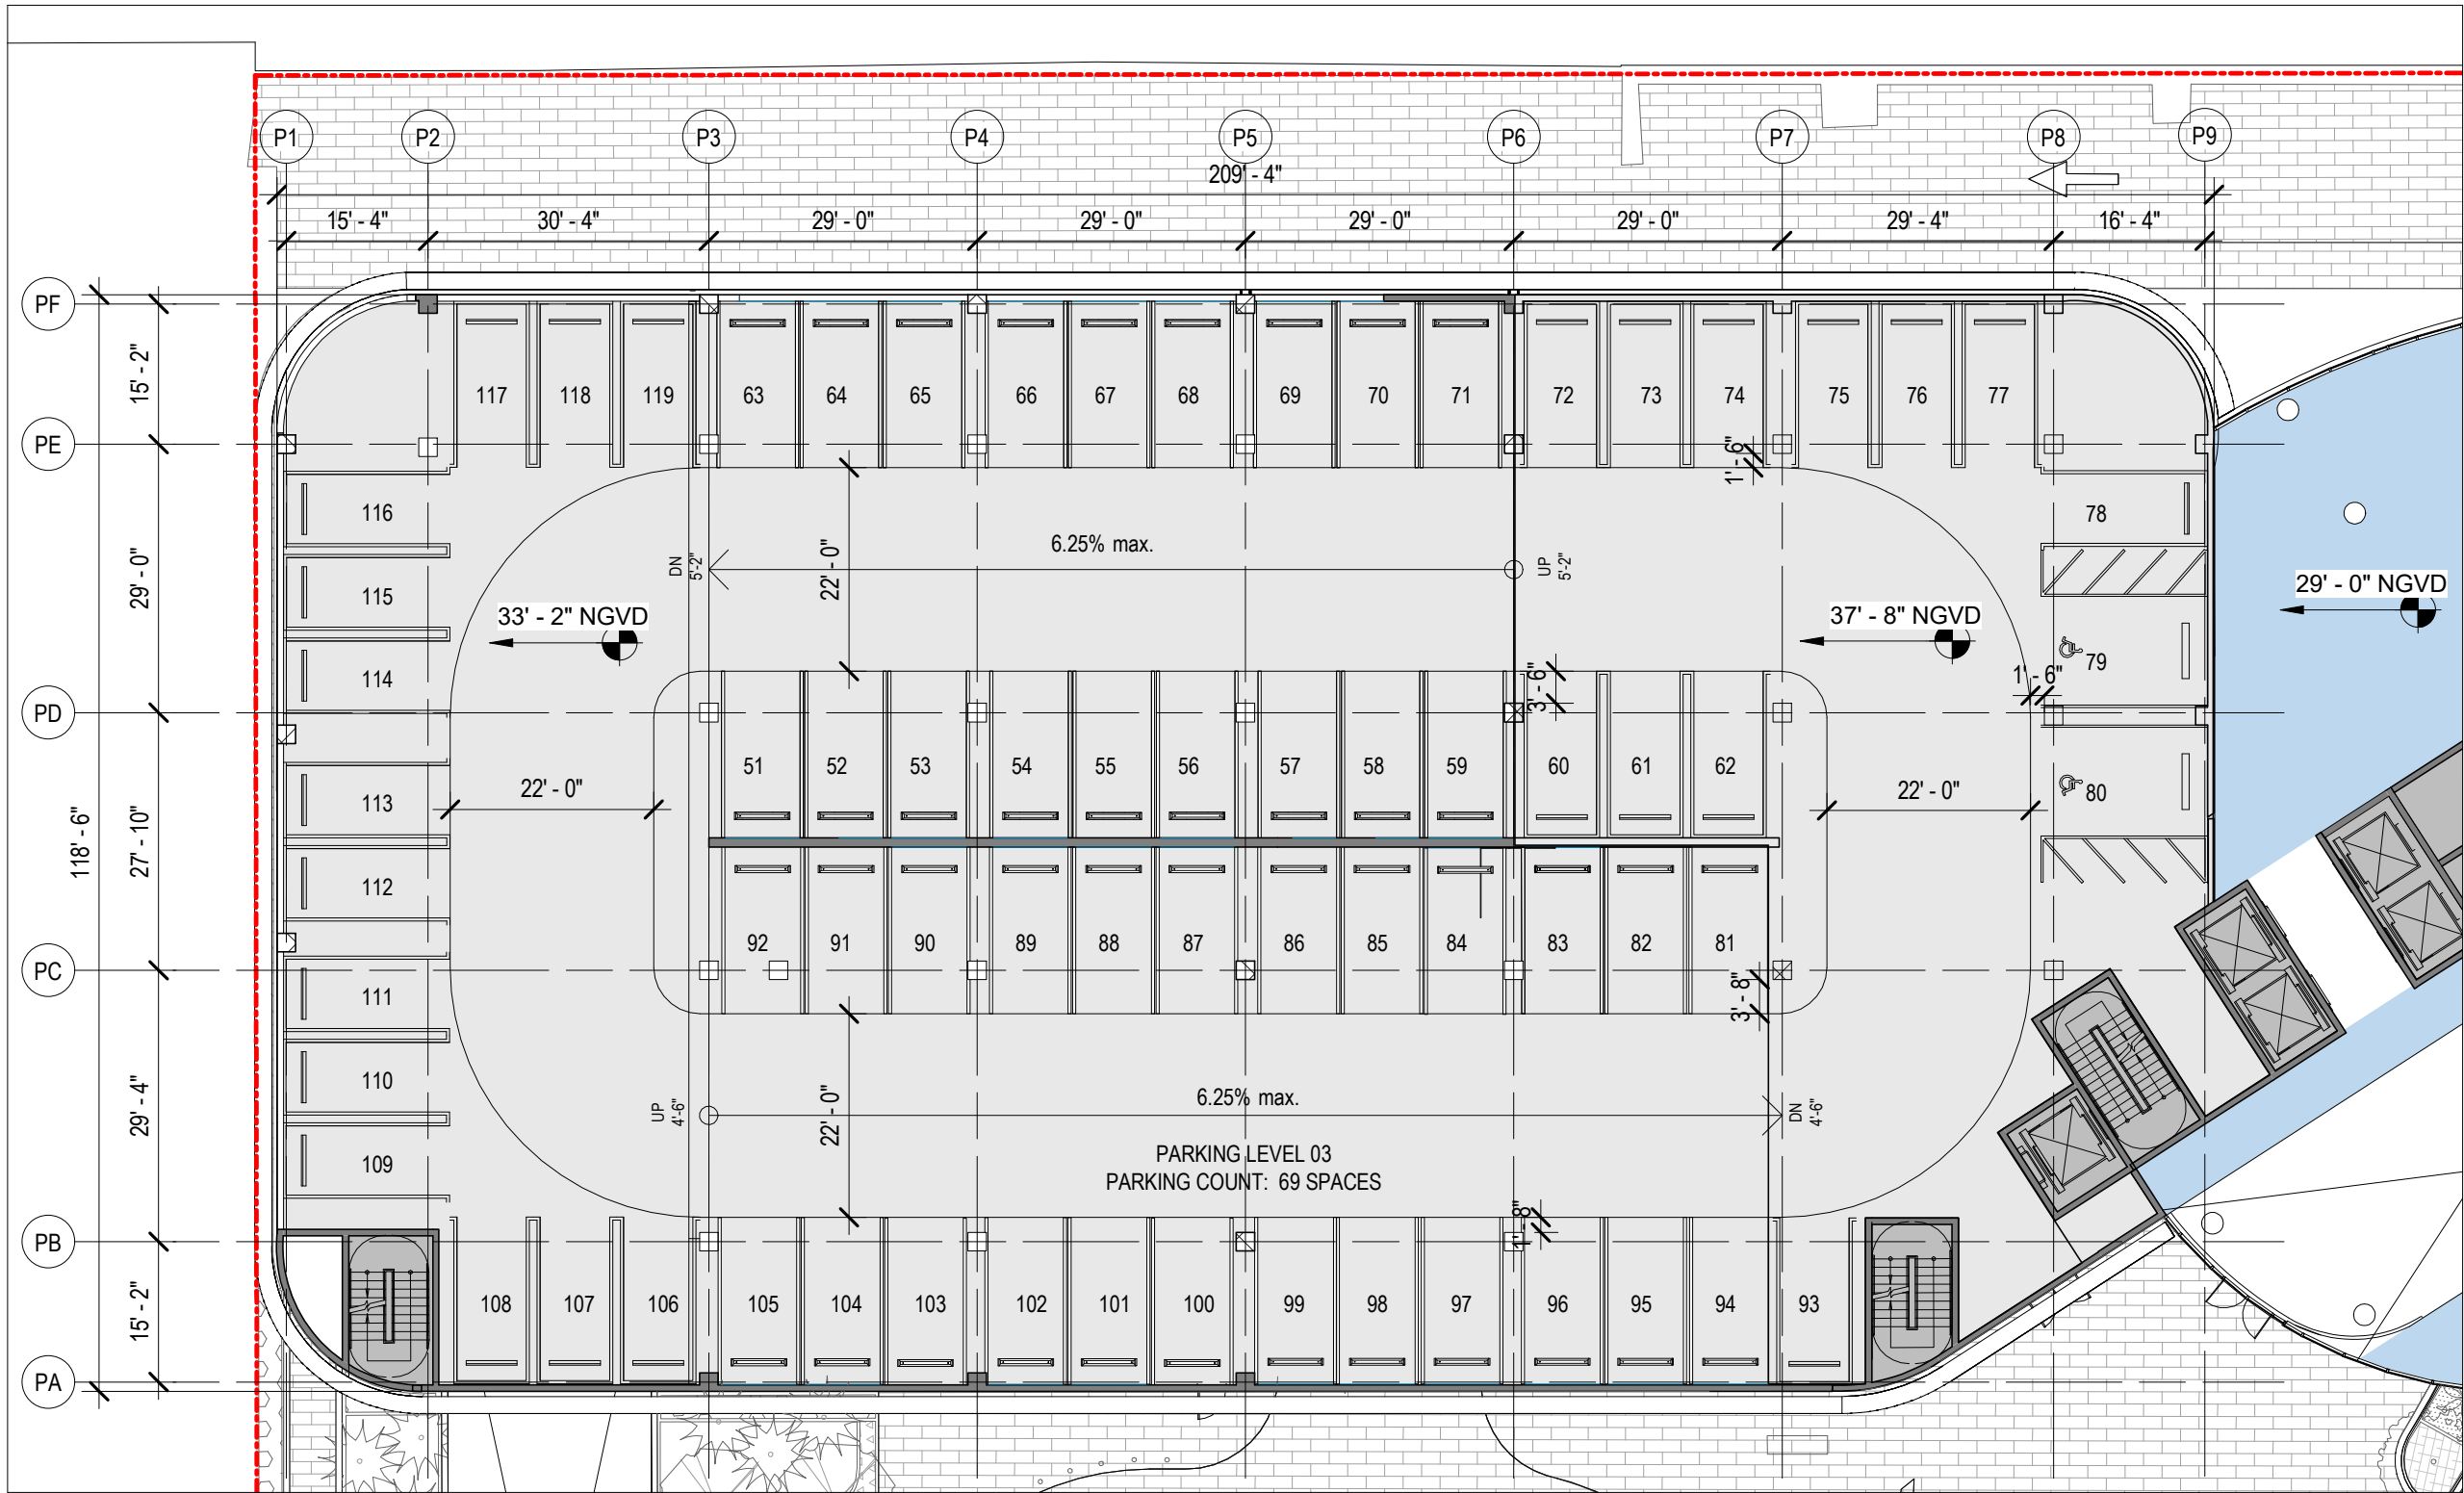 P1 P2 P3 P4 P5 P6 P7 P8 P9
209' - 4"
15' - 4" 30' - 4" 29' - 0" 29' - 0" 29' - 0" 29' - 0" 29' - 4" 16' - 4"
PF
15' - 2"
117 118 119 63 64 65 66 67 68 69 70 71 72 73 74 75 76 77
PE
1' - 6"
116 78
6.25% max.
DN 5'-2"
22' - 0"
UP 5'-2"
29' - 0"
115
29' - 0" NGVD
33' - 2" NGVD
37' - 8" NGVD
114 79
1' - 6"
3' - 6"
PD
51 52 53 54 55 56 57 58 59 60 61 62
22' - 0" 22' - 0"
113 80
118' - 6"
27' - 10"
112
92 91 90 89 88 87 86 85 84 83 82 81
PC
3' - 8"
111
110
29' - 4"
UP 4'-6"
22' - 0"
6.25% max.
DN 4'-6"
109
PARKING LEVEL 03
PARKING COUNT: 69 SPACES
1' - 8"
PB
15' - 2"
108 107 106 105 104 103 102 101 100 99 98 97 96 95 94 93
PA